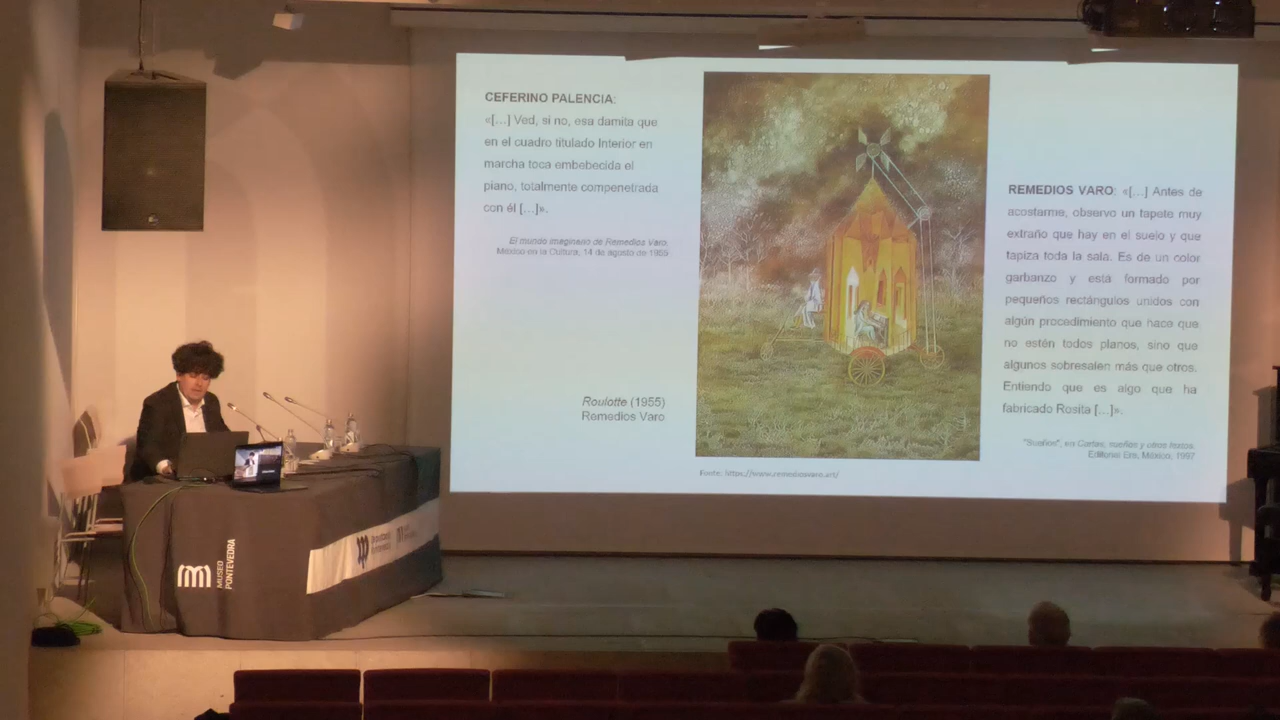 CEFERINO PALENCIA:
«[...] Ved, si no, esa damita que
en el cuadro titulado Interior en
marcha toca embebecida el
piano, totalmente compenetrada
con él [...]».
El mundo imaginario de Remedios Varo.
México en la Cultura, 14 de agosto de 1955
Roulotte (1955)
Remedios Varo
Fonte: https://www.remediosvaro.art/
REMEDIOS VARO: «[...] Antes de
acostarme, observo un tapete muy
extraño que hay en el suelo y que
tapiza toda la sala. Es de un color
garbanzo y esta formado por
pequeños rectángulos unidos con
algún procedimiento que hace que
no estén todos planos, sino que
algunos sobresalen más que otros.
Entiendo que es algo que ha
fabricado Rosita [...]».
"Sueños", en Cartas, sueños y otros textos.
Editorial Era, México, 1997
MUSEO
PONTEVEDRA